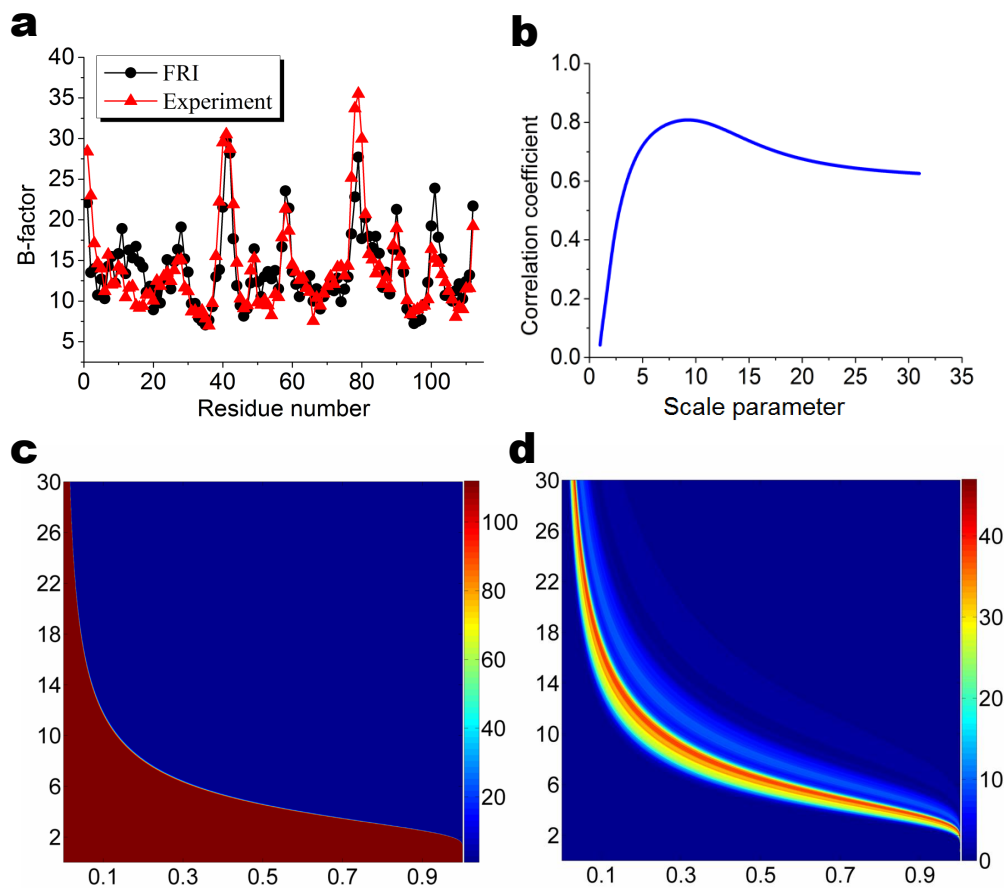 a
40
35
30
25
20
15
10
5
B-factor
FRI
Experiment
0 20 40 60 80 100
Residue number
b
1.0
0.8
0.6
0.4
0.2
0.0
Correlation coefficient
0 5 10 15 20 25 30 35
Scale parameter
c
30
26
22
18
14
10
6
2
0.1 0.3 0.5 0.7 0.9
100
80
60
40
20
d
30
26
22
18
14
10
6
2
0.1 0.3 0.5 0.7 0.9
40
30
20
10
0